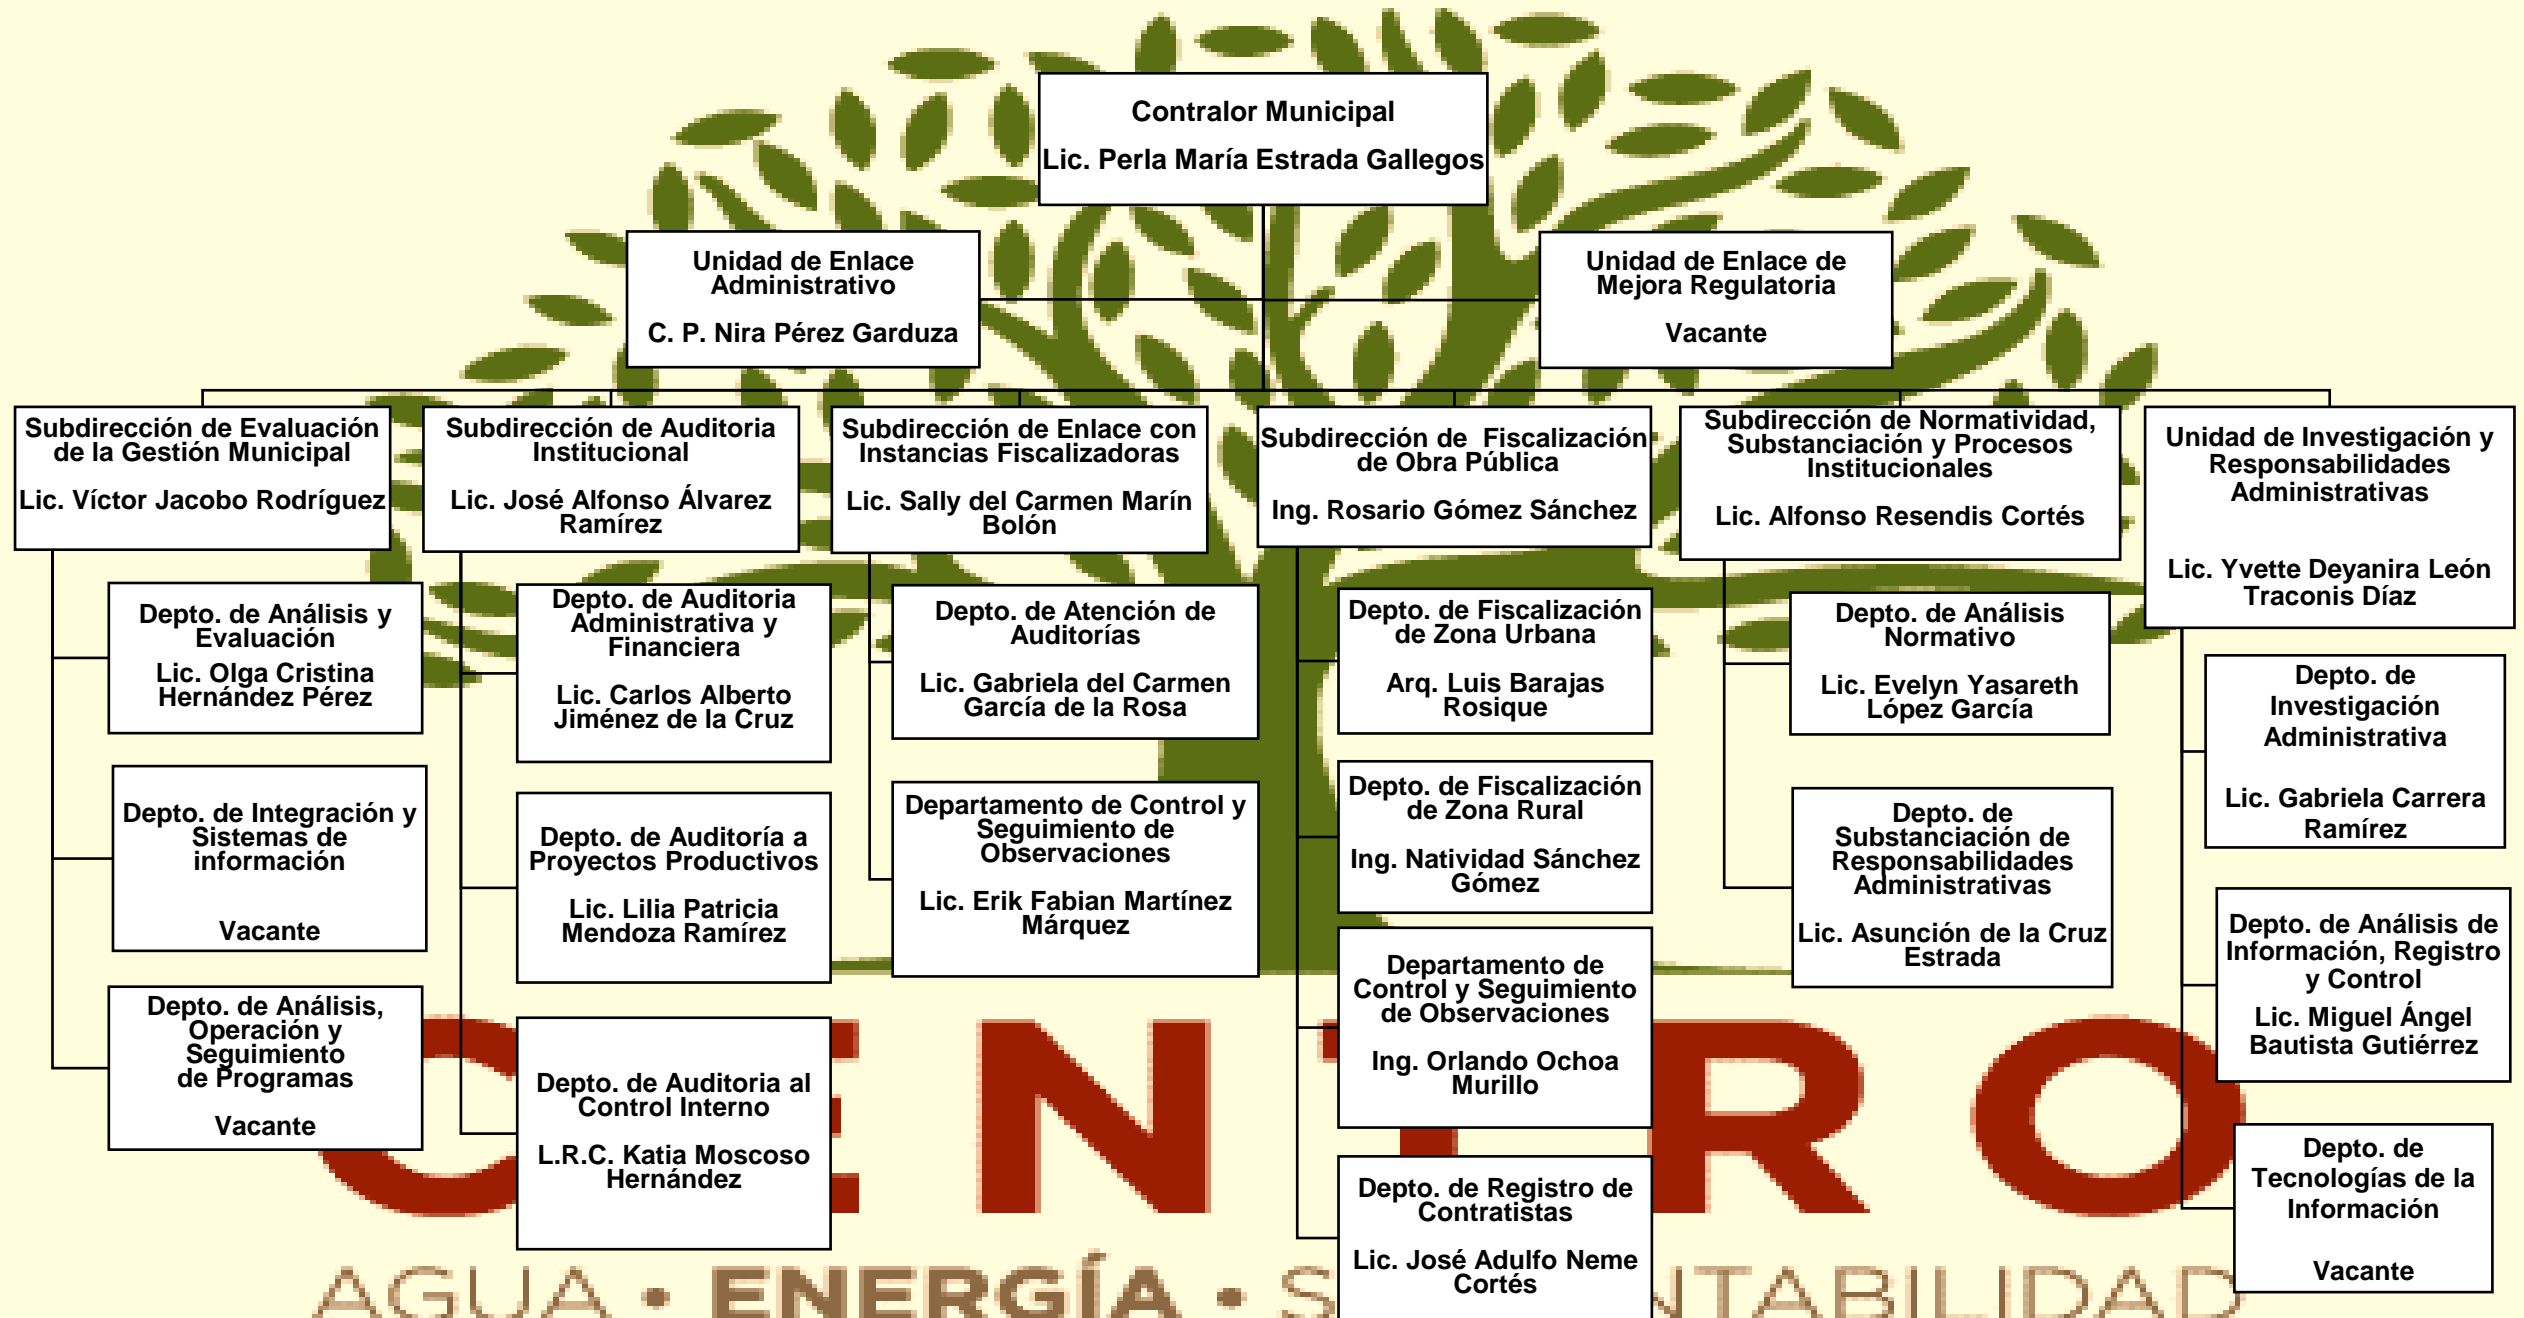 Contralor Municipal
Lic. Perla María Estrada Gallegos
Unidad de Enlace
Administrativo
C. P. Nira Pérez Garduza
Unidad de Enlace de
Mejora Regulatoria
Vacante
Subdirección de Evaluación
de la Gestión Municipal
Lic. Víctor Jacobo Rodríguez
Subdirección de Auditoria
Institucional
Lic. José Alfonso Álvarez
Ramírez
Subdirección de Enlace con
Instancias Fiscalizadoras
Lic. Sally del Carmen Marín
Bolón
Subdirección de  Fiscalización
de Obra Pública
Ing. Rosario Gómez Sánchez
Subdirección de Normatividad,
Substanciación y Procesos
Institucionales
Lic. Alfonso Resendis Cortés
Unidad de Investigación y
Responsabilidades
Administrativas
Lic. Yvette Deyanira León
Traconis Díaz
Depto. de Análisis y
Evaluación
Lic. Olga Cristina
Hernández Pérez
Depto. de Integración y
Sistemas de
información
Vacante
Depto. de Análisis,
Operación y
Seguimiento
de Programas
Vacante
Depto. de Auditoria
Administrativa y
Financiera
Lic. Carlos Alberto
Jiménez de la Cruz
Depto. de Auditoría a
Proyectos Productivos
Lic. Lilia Patricia
Mendoza Ramírez
Depto. de Auditoria al
Control Interno
L.R.C. Katia Moscoso
Hernández
Depto. de Atención de
Auditorías
Lic. Gabriela del Carmen
García de la Rosa
Departamento de Control y
Seguimiento de
Observaciones
Lic. Erik Fabian Martínez
Márquez
Depto. de Fiscalización
de Zona Urbana
Arq. Luis Barajas
Rosique
Depto. de Fiscalización
de Zona Rural
Ing. Natividad Sánchez
Gómez
Departamento de
Control y Seguimiento
de Observaciones
Ing. Orlando Ochoa
Murillo
Depto. de Registro de
Contratistas
Lic. José Adulfo Neme
Cortés
Depto. de Análisis
Normativo
Lic. Evelyn Yasareth
López García
Depto. de
Substanciación de
Responsabilidades
Administrativas
Lic. Asunción de la Cruz
Estrada
Depto. de
Investigación
Administrativa
Lic. Gabriela Carrera
Ramírez
Depto. de Análisis de
Información, Registro
y Control
Lic. Miguel Ángel
Bautista Gutiérrez
Depto. de
Tecnologías de la
Información
Vacante
CENTRO
AGUA • ENERGÍA •